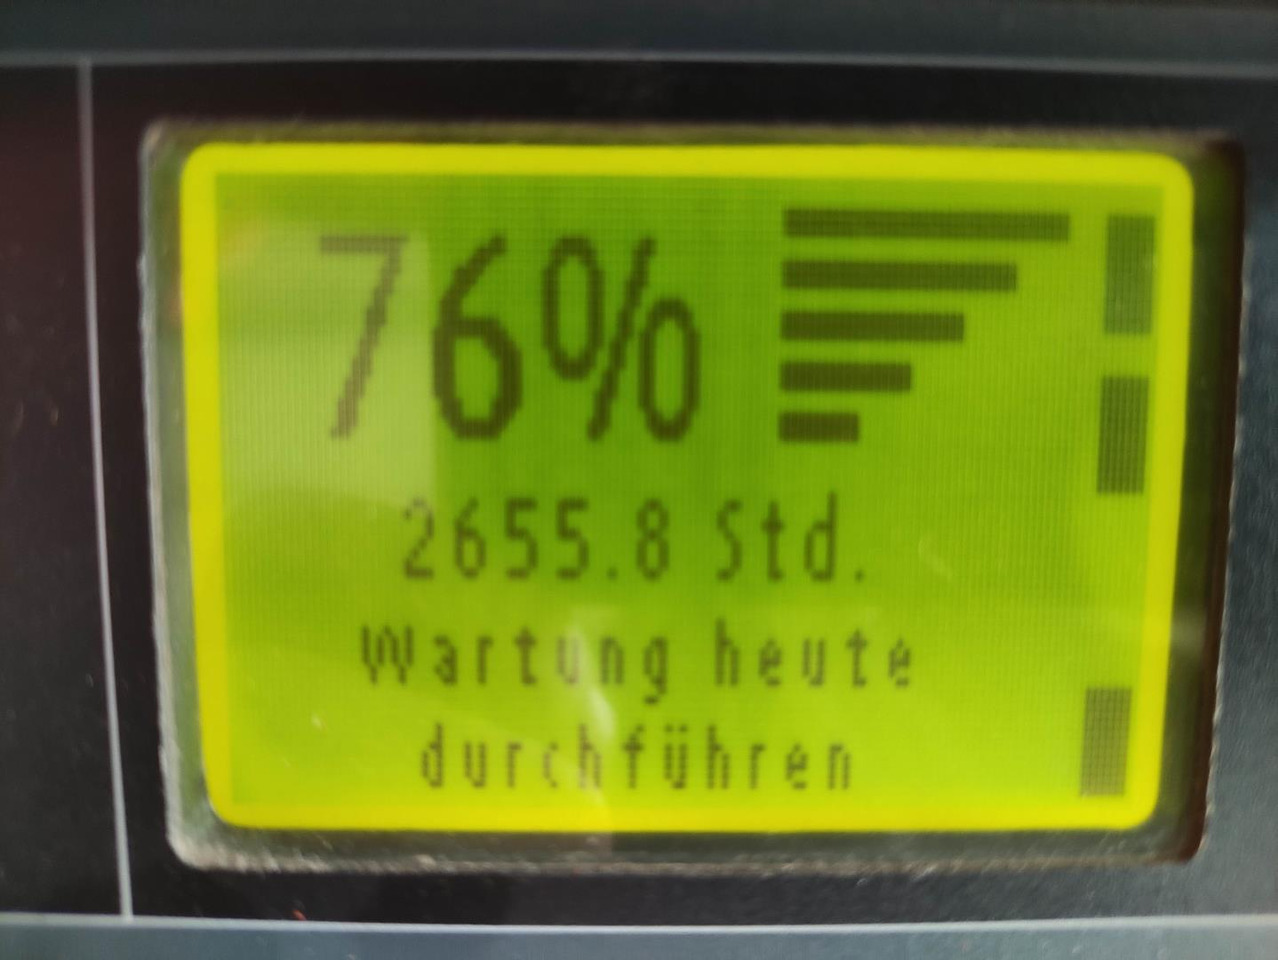 76%
2655.8 Std.
Wartung heute
durchführen